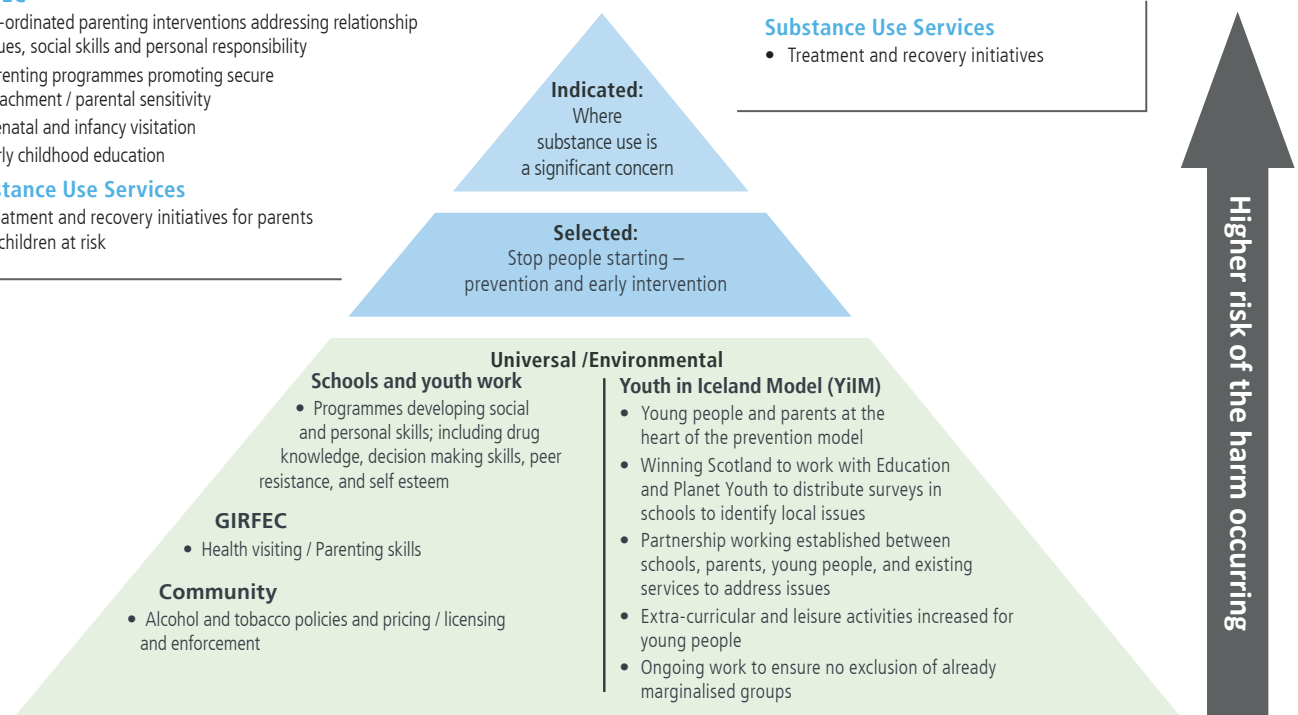 -ordinated parenting interventions addressing relationship
ues, social skills and personal responsibility
renting programmes promoting secure
achment / parental sensitivity
enatal and infancy visitation
rly childhood education
stance Use Services
atment and recovery initiatives for parents
children at risk
Substance Use Services
• Treatment and recovery initiatives
Indicated:
Where
substance use is
a significant concern
Selected:
Stop people starting –
prevention and early intervention
Universal /Environmental
Schools and youth work
• Programmes developing social
and personal skills; including drug
knowledge, decision making skills, peer
resistance, and self esteem
GIRFEC
• Health visiting / Parenting skills
Community
• Alcohol and tobacco policies and pricing / licensing
and enforcement
Youth in Iceland Model (YiIM)
• Young people and parents at the
heart of the prevention model
• Winning Scotland to work with Education
and Planet Youth to distribute surveys in
schools to identify local issues
• Partnership working established between
schools, parents, young people, and existing
services to address issues
• Extra-curricular and leisure activities increased for
young people
• Ongoing work to ensure no exclusion of already
marginalised groups
Higher risk of the harm occurring